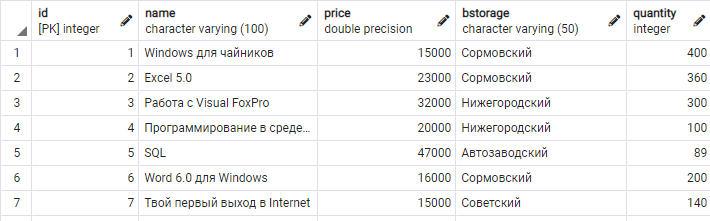 id name price bstorage quantity
[PK] integer character varying (100) double precision character varying (50) integer
1 1 Windows для чайников 15000 Сормовский 400
2 2 Excel 5.0 23000 Сормовский 360
3 3 Работа с Visual FoxPro 32000 Нижегородский 300
4 4 Программирование в среде... 20000 Нижегородский 100
5 5 SQL 47000 Автозаводский 89
6 6 Word 6.0 для Windows 16000 Сормовский 200
7 7 Твой первый выход в Internet 15000 Советский 140